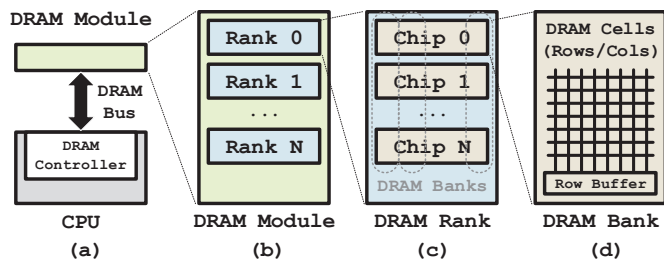 DRAM Module
DRAM
Bus
DRAM
Controller
CPU
(a)
Rank 0
Rank 1
...
Rank N
DRAM Module
(b)
Chip 0
Chip 1
...
Chip N
DRAM Banks
DRAM Rank
(c)
DRAM Cells
(Rows/Cols)
Row Buffer
DRAM Bank
(d)